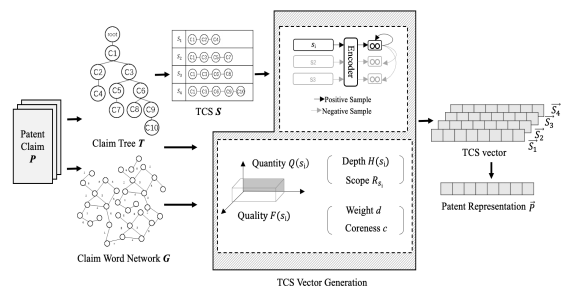 root
C1
C2 C3
C4 C5 C6
C7 C8 C9
C10
Claim Tree T
Patent
Claim
P
Claim Word Network G
S1 C1 C2 C4
S2 C1 C3 C5 C7
S3 C1 C3 C6 C8
S4 C1 C3 C6 C9
TCS S
Si
Encoder
Positive Sample
Negative Sample
Quantity Q(si)
Quality F(si)
Depth H(si)
Scope Rsi
Weight d
Coreness c
TCS Vector Generation
S4
S3
S2
S1
TCS vector
Patent Representation p